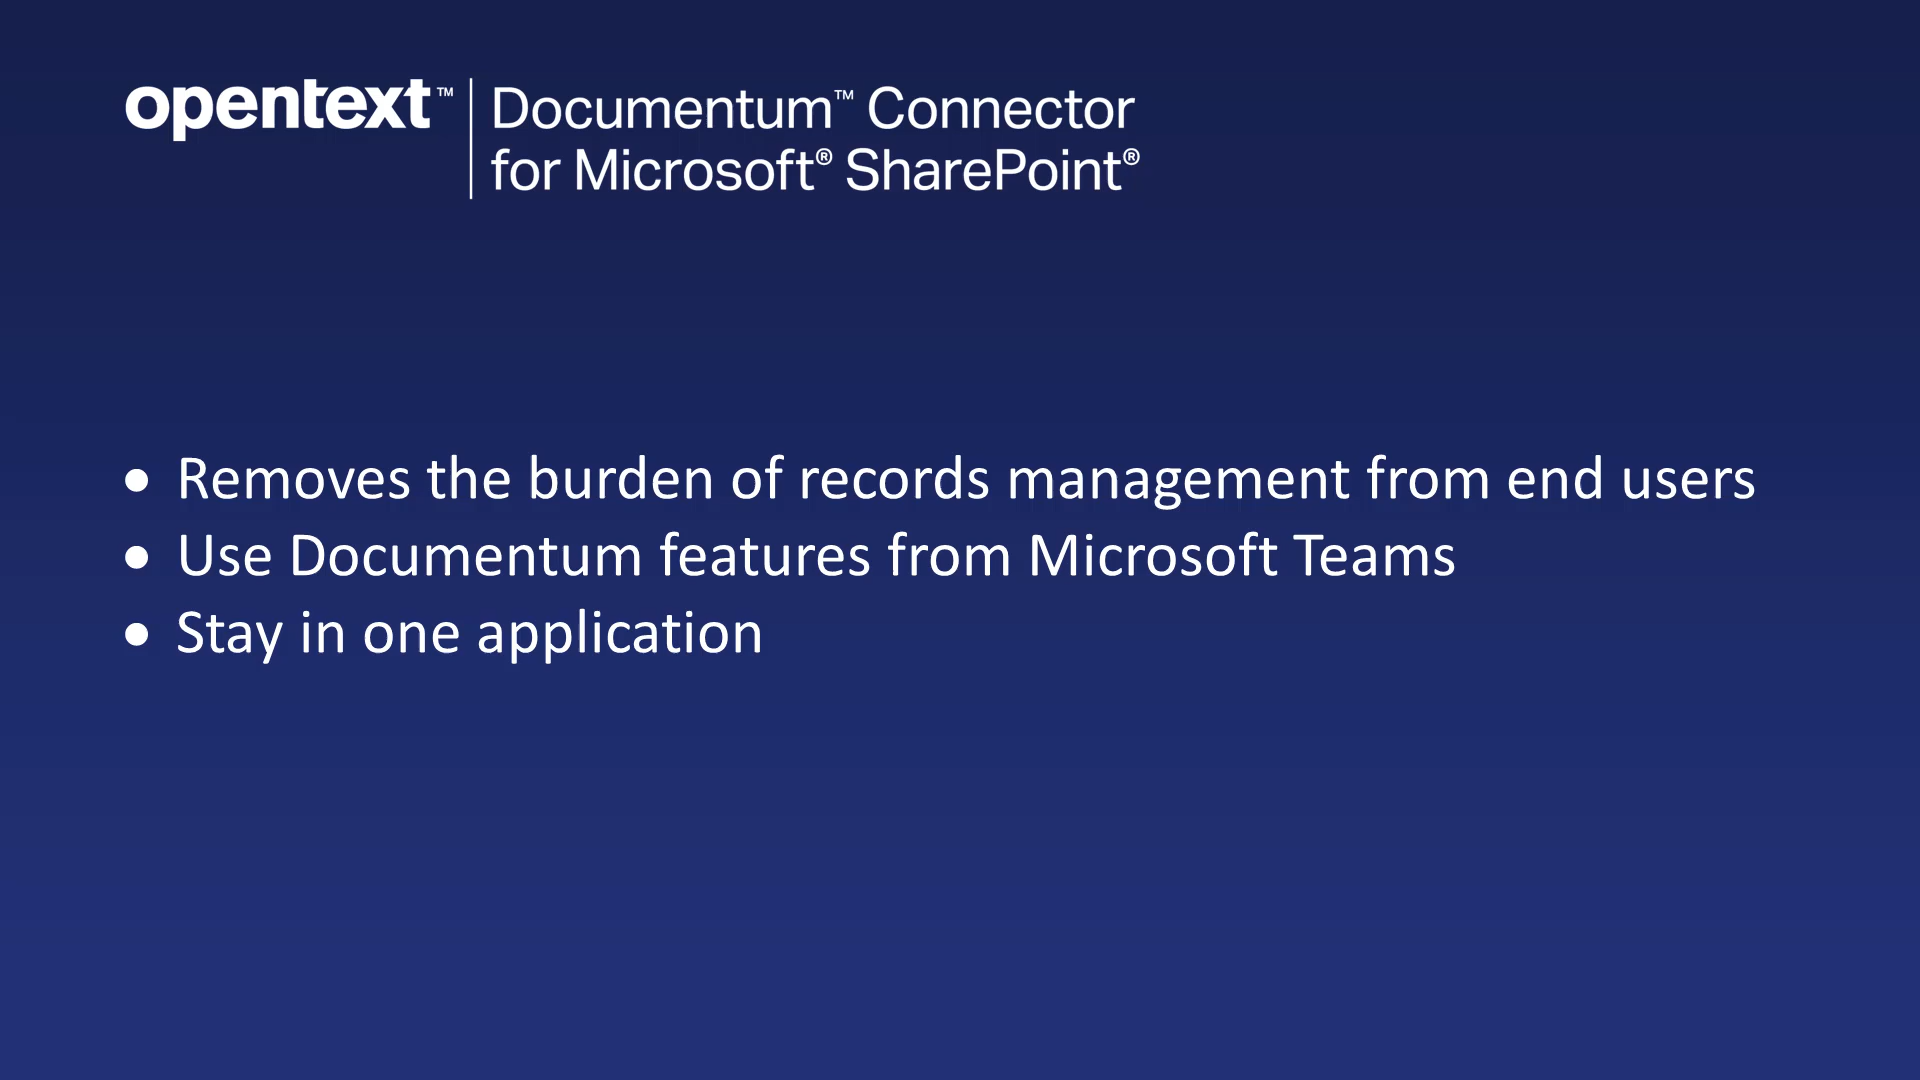 opentext™ Documentum™ Connector
for Microsoft® SharePoint®
• Removes the burden of records management from end users
• Use Documentum features from Microsoft Teams
• Stay in one application